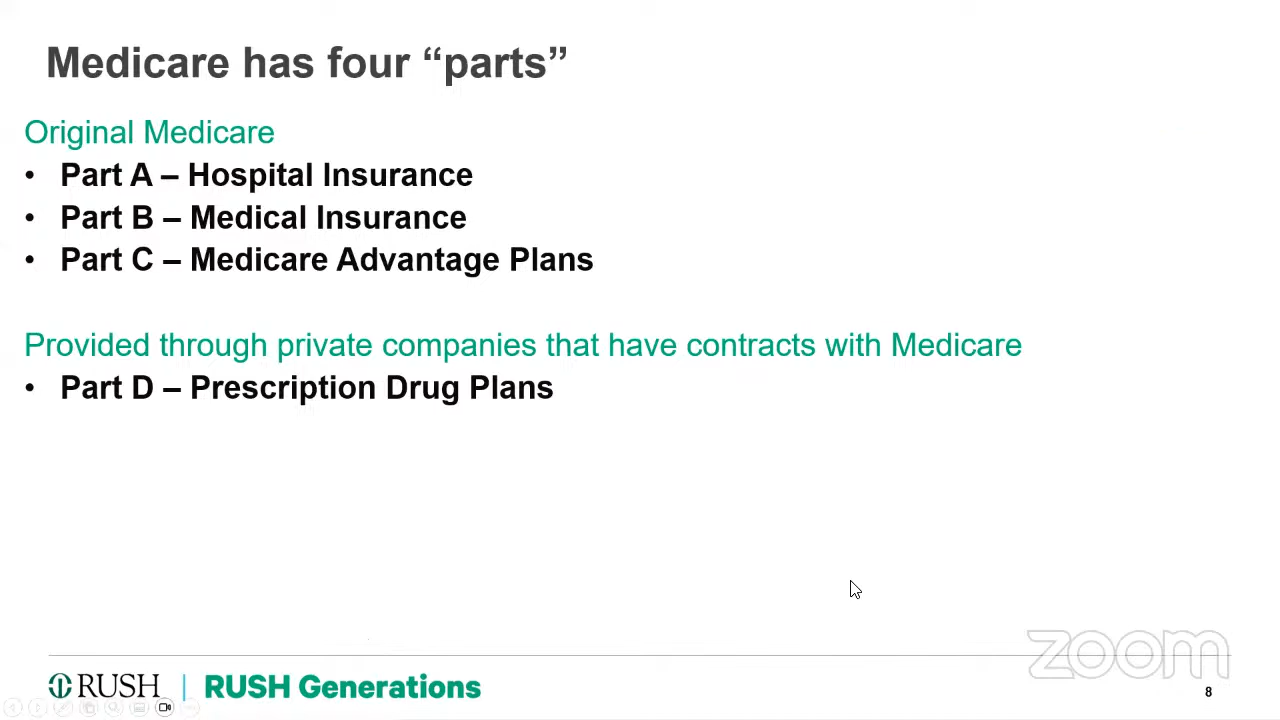 Medicare has four “parts”
Original Medicare
• Part A – Hospital Insurance
• Part B – Medical Insurance
• Part C – Medicare Advantage Plans
Provided through private companies that have contracts with Medicare
• Part D – Prescription Drug Plans
zoom
RUSH | RUSH Generations
8